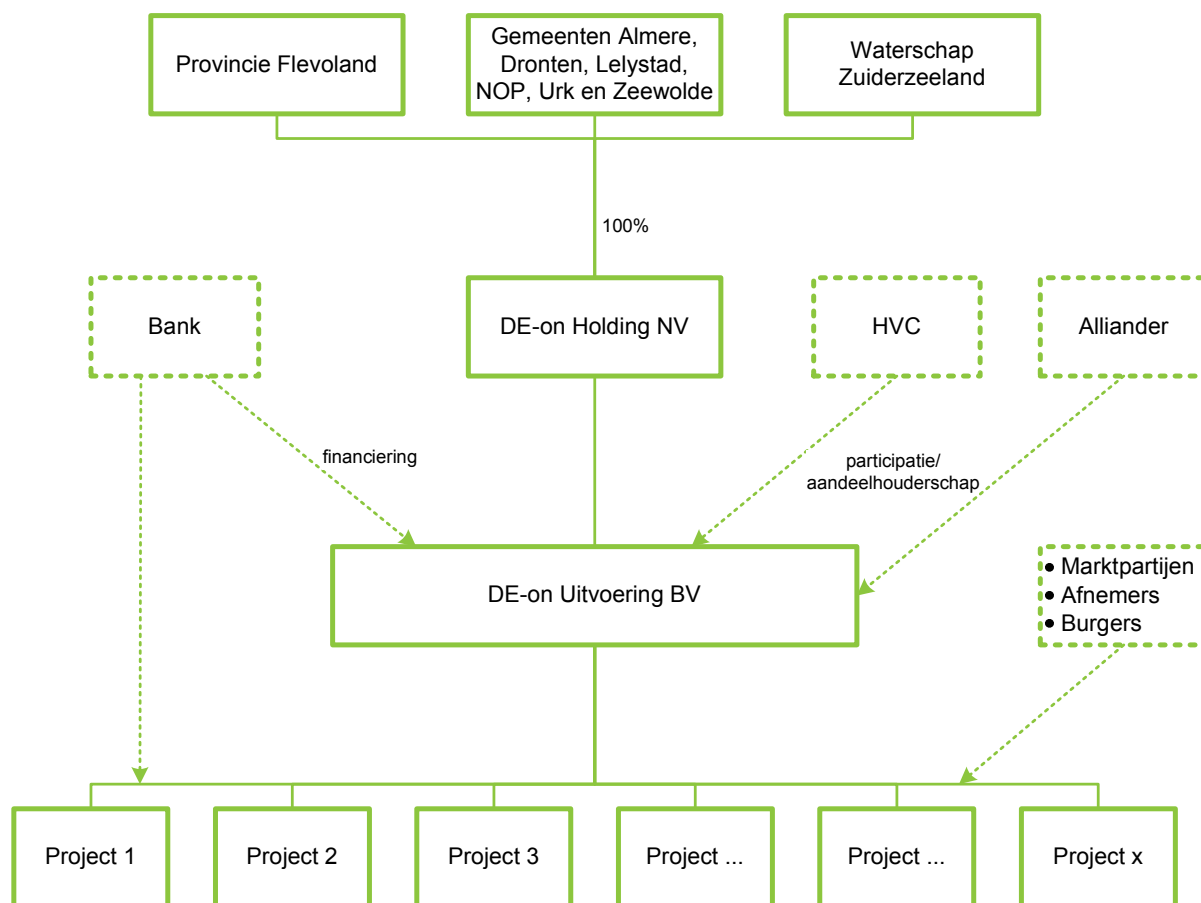 Provincie Flevoland
Gemeenten Almere,
Dronten, Lelystad,
NOP, Urk en Zeewolde
Waterschap
Zuiderzeeland
100%
Bank
DE-on Holding NV
HVC
Alliander
financiering
participatie/
aandeelhouderschap
DE-on Uitvoering BV
• Marktpartijen
• Afnemers
• Burgers
Project 1
Project 2
Project 3
Project ...
Project ...
Project x